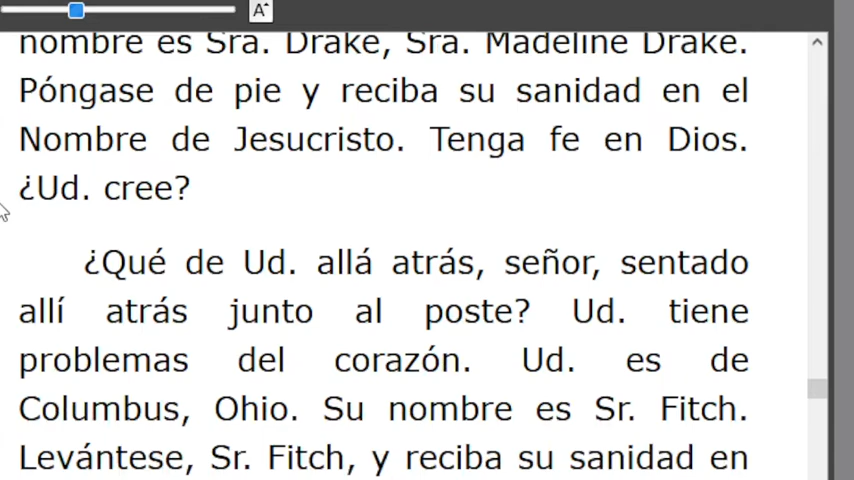 A
nombre es Sra. Drake, Sra. Madeline Drake.
Póngase de pie y reciba su sanidad en el
Nombre de Jesucristo. Tenga fe en Dios.
¿Ud. cree?
¿Qué de Ud. allá atrás, señor, sentado
allí atrás junto al poste? Ud. tiene
problemas del corazón. Ud. es de
Columbus, Ohio. Su nombre es Sr. Fitch.
Levántese, Sr. Fitch, y reciba su sanidad en